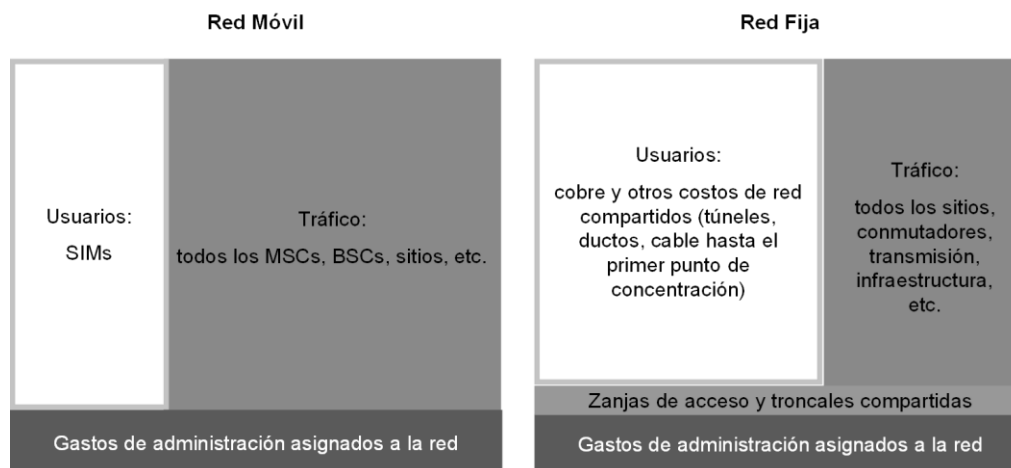 Red Móvil
Usuarios:
SIMs
Tráfico:
todos los MSCs, BSCs, sitios, etc.
Gastos de administración asignados a la red
Red Fija
Usuarios:
cobre y otros costos de red
compartidos (túneles,
ductos, cable hasta el
primer punto de
concentración)
Tráfico:
todos los sitios,
conmutadores,
transmisión,
infraestructura,
etc.
Zanjas de acceso y troncales compartidas
Gastos de administración asignados a la red